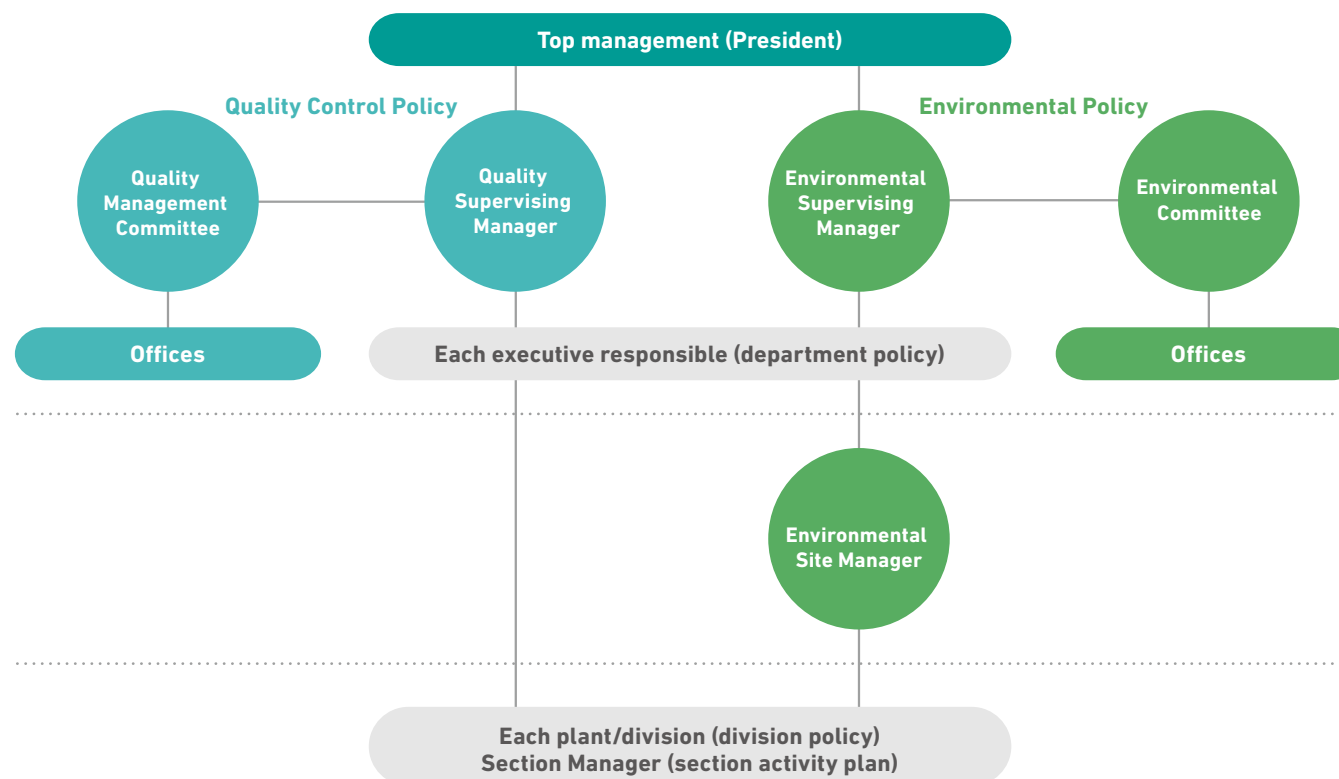 Top management (President)
Quality Control Policy
Environmental Policy
Quality
Management
Committee
Quality
Supervising
Manager
Environmental
Supervising
Manager
Environmental
Committee
Offices
Each executive responsible (department policy)
Offices
Environmental
Site Manager
Each plant/division (division policy)
Section Manager (section activity plan)